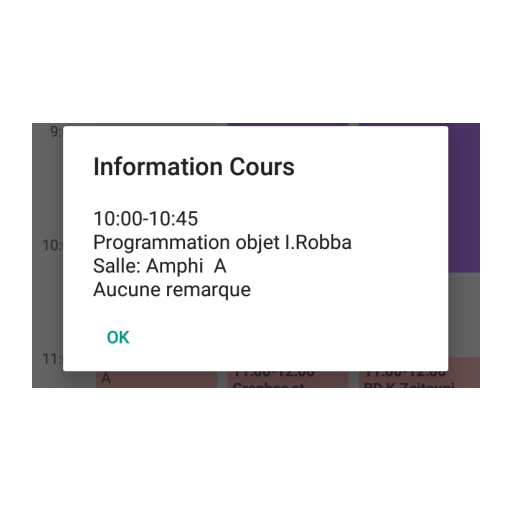 9:
Information Cours
10:00-10:45
Programmation objet I.Robba
10:
Salle: Amphi  A
Aucune remarque
OK
11:
A
11:00-12:00
11:00-12:00
Graphes et
BD K.Zeitouni